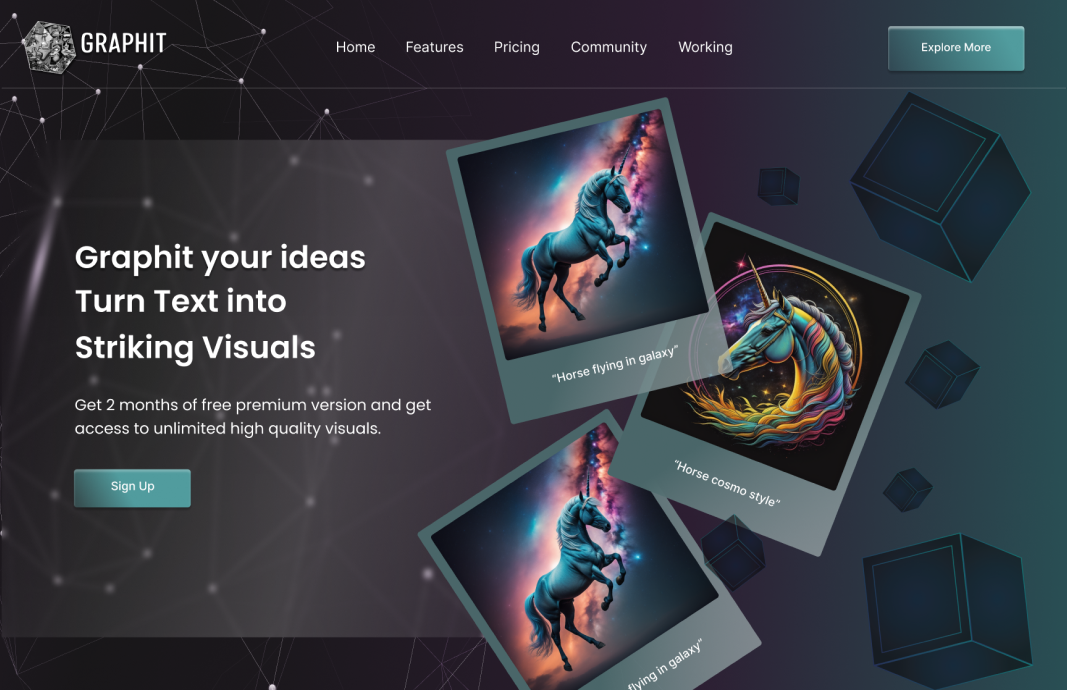 GRAPHIT
Home
Features
Pricing
Community
Working
Explore More
Graphit your ideas
Turn Text into
Striking Visuals
Get 2 months of free premium version and get
access to unlimited high quality visuals.
Sign Up
“Horse flying in galaxy”
“Horse cosmo style”
flying in galaxy”